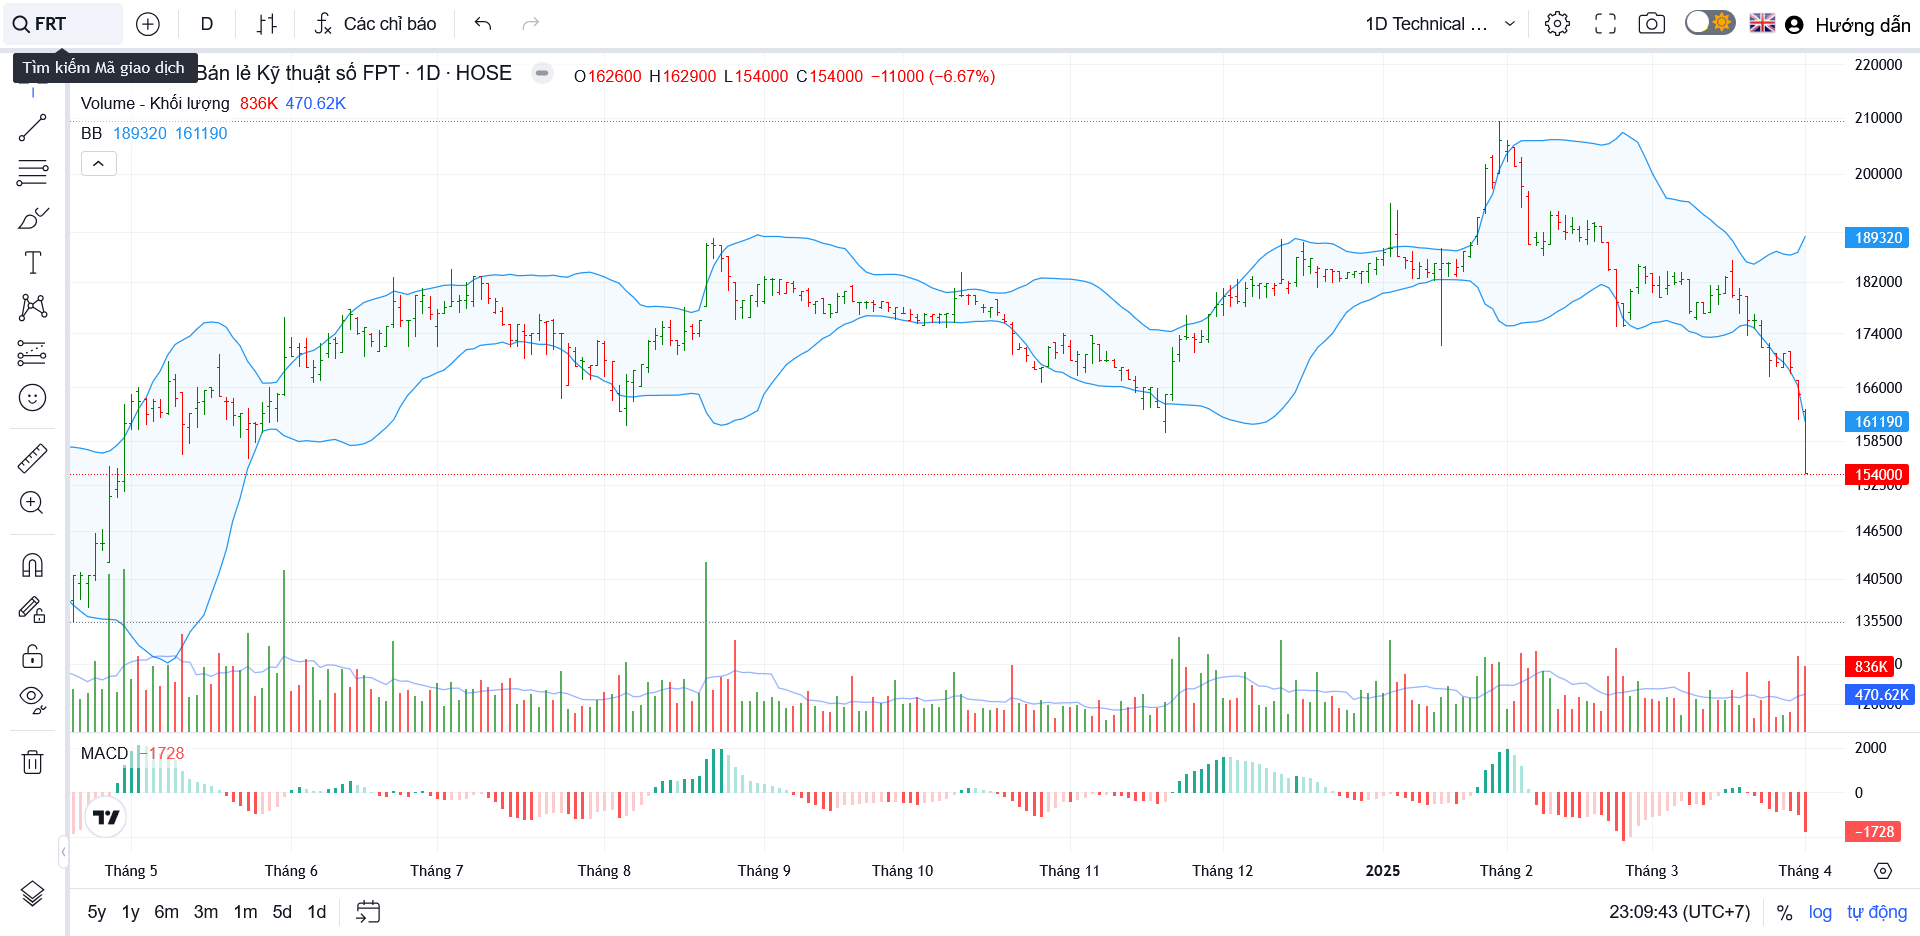 FRT D Các chỉ báo 1D Technical ... Hướng dẫn
Tìm kiếm Mã giao dịch
Bán lẻ Kỹ thuật số FPT · 1D · HOSE O162600 H162900 L154000 C154000 −11000 (−6.67%)
Volume - Khối lượng 836K 470.62K
BB 189320 161190
220000
210000
200000
189320
182000
174000
166000
161190
158500
154000
146500
140500
135500
836K
470.62K
MACD −1728
2000
0
−1728
Tháng 5 Tháng 6 Tháng 7 Tháng 8 Tháng 9 Tháng 10 Tháng 11 Tháng 12 2025 Tháng 2 Tháng 3 Tháng 4
5y 1y 6m 3m 1m 5d 1d 23:09:43 (UTC+7) % log tự động